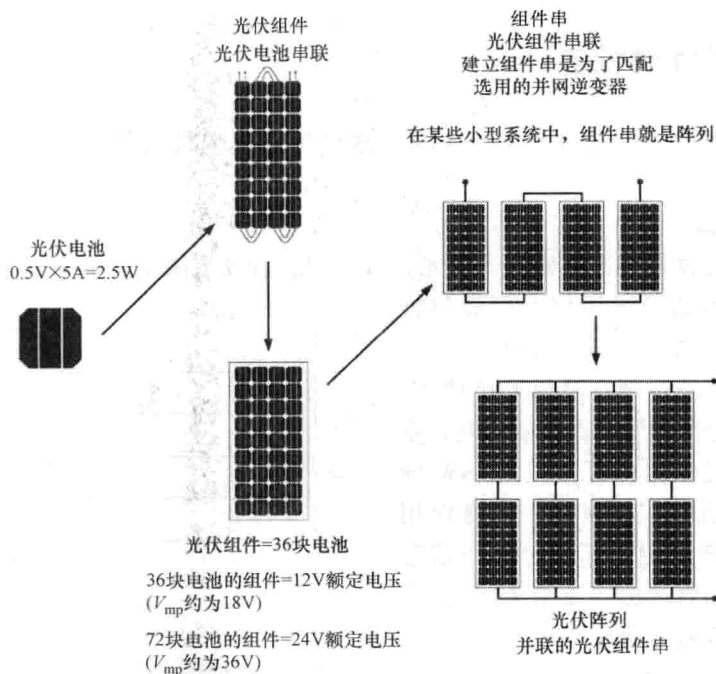 光伏组件
光伏电池串联
组件串
光伏组件串联
建立组件串是为了匹配
选用的并网逆变器
在某些小型系统中，组件串就是阵列
光伏电池
0.5V×5A=2.5W
光伏组件=36块电池
36块电池的组件=12V额定电压
(Vmp约为18V)
72块电池的组件=24V额定电压
(Vmp约为36V)
光伏阵列
并联的光伏组件串